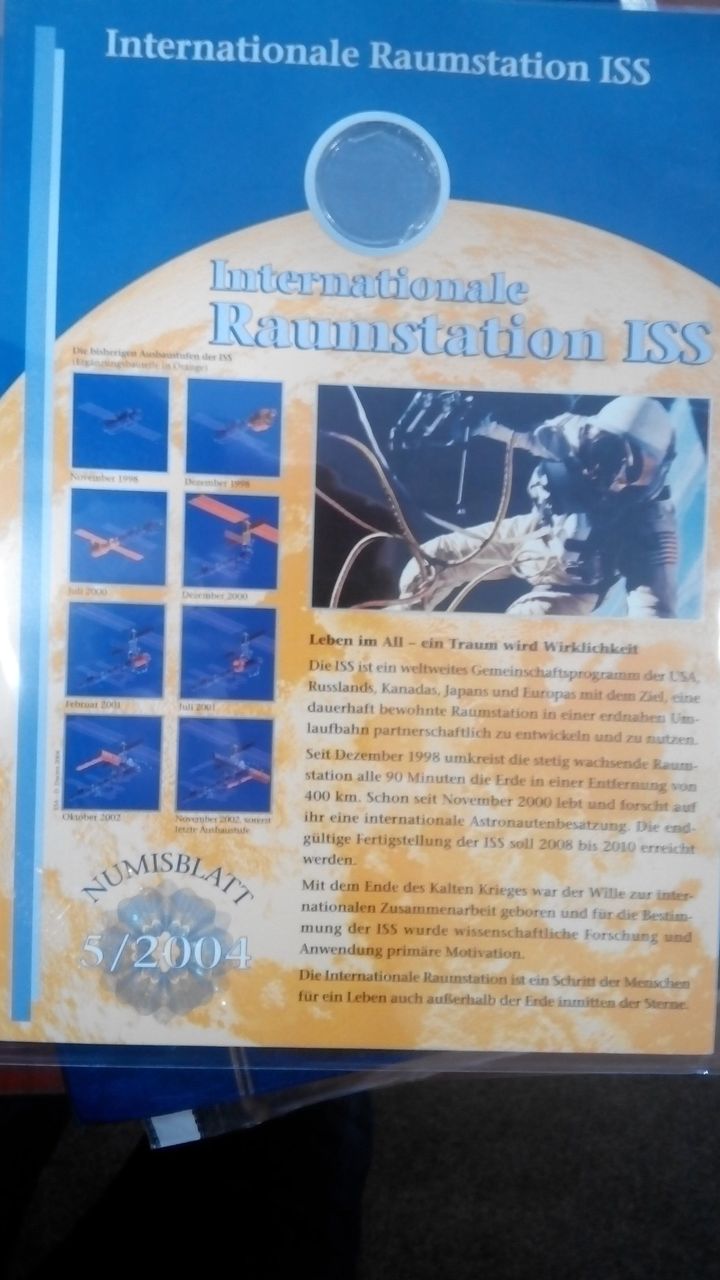 Internationale Raumstation ISS
Internationale
Raumstation ISS
Die bisherigen Ausbaustufen der ISS
(Ergänzungsbauteile in Orange)
November 1998
Dezember 1998
Juli 2000
Dezember 2000
Februar 2001
Juli 2001
Oktober 2002
November 2002, vorerst
letzte Ausbaustufe
Leben im All – ein Traum wird Wirklichkeit
Die ISS ist ein weltweites Gemeinschaftsprogramm der USA,
Russlands, Kanadas, Japans und Europas mit dem Ziel, eine
dauerhaft bewohnte Raumstation in einer erdnahen Um-
laufbahn partnerschaftlich zu entwickeln und zu nutzen.
Seit Dezember 1998 umkreist die stetig wachsende Raum-
station alle 90 Minuten die Erde in einer Entfernung von
400 km. Schon seit November 2000 lebt und forscht auf
ihr eine internationale Astronautenbesatzung. Die end-
gültige Fertigstellung der ISS soll 2008 bis 2010 erreicht
werden.
Mit dem Ende des Kalten Krieges war der Wille zur inter-
nationalen Zusammenarbeit geboren und für die Bestim-
mung der ISS wurde wissenschaftliche Forschung und
Anwendung primäre Motivation.
Die Internationale Raumstation ist ein Schritt der Menschen
für ein Leben auch außerhalb der Erde inmitten der Sterne.
NUMISBLATT
5/2004